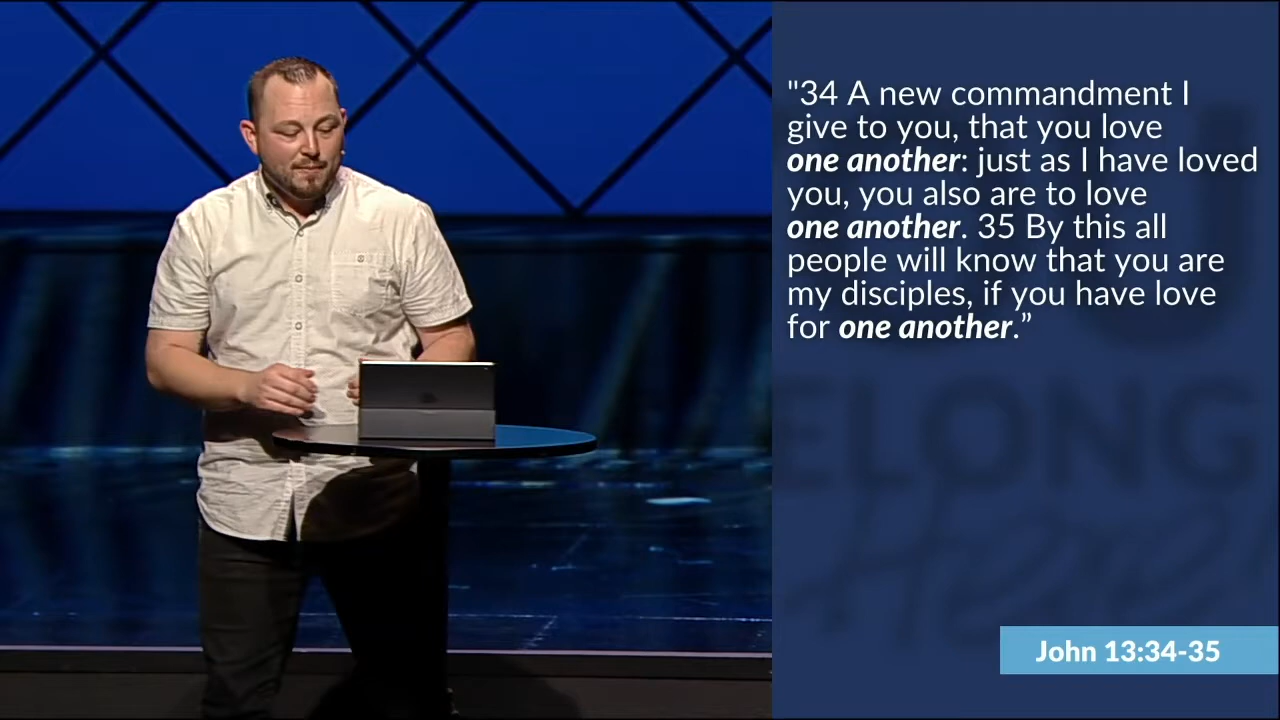 "34 A new commandment I
give to you, that you love
one another: just as I have loved
you, you also are to love
one another. 35 By this all
people will know that you are
my disciples, if you have love
for one another.”
ELONG
Here!
John 13:34-35